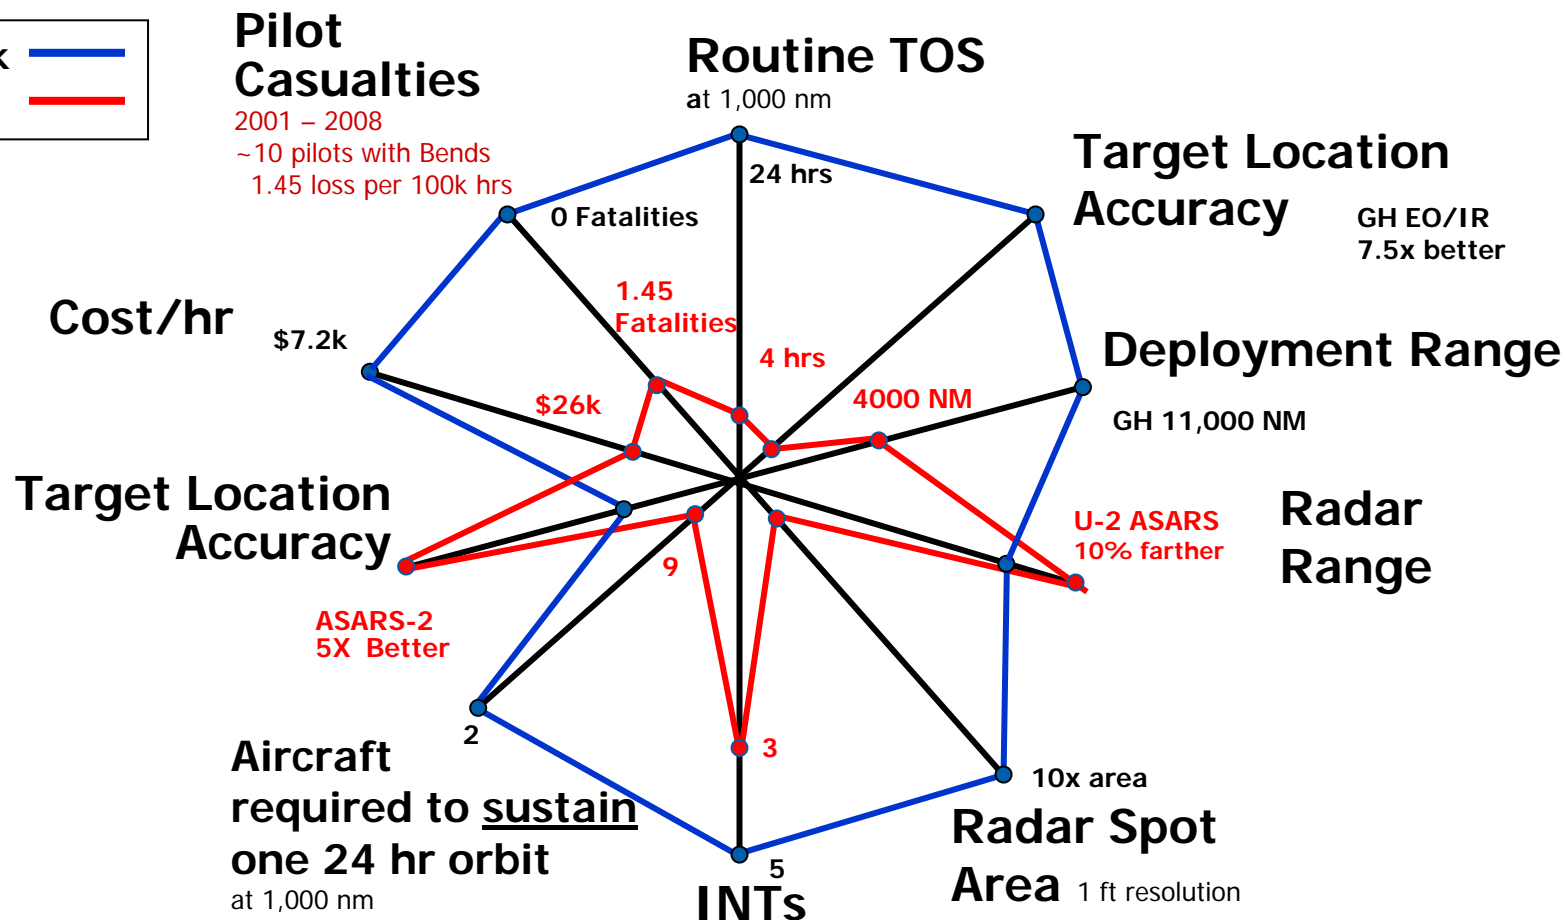 k
Pilot
Casualties
2001 – 2008
~10 pilots with Bends
1.45 loss per 100k hrs
Routine TOS
at 1,000 nm
24 hrs
Target Location
Accuracy
GH EO/IR
7.5x better
0 Fatalities
1.45
Fatalities
4 hrs
Cost/hr
$7.2k
$26k
4000 NM
Deployment Range
GH 11,000 NM
Target Location
Accuracy
ASARS-2
5X Better
U-2 ASARS
10% farther
Radar
Range
9
2
3
Aircraft
required to sustain
one 24 hr orbit
at 1,000 nm
5
INTs
10x area
Radar Spot
Area 1 ft resolution